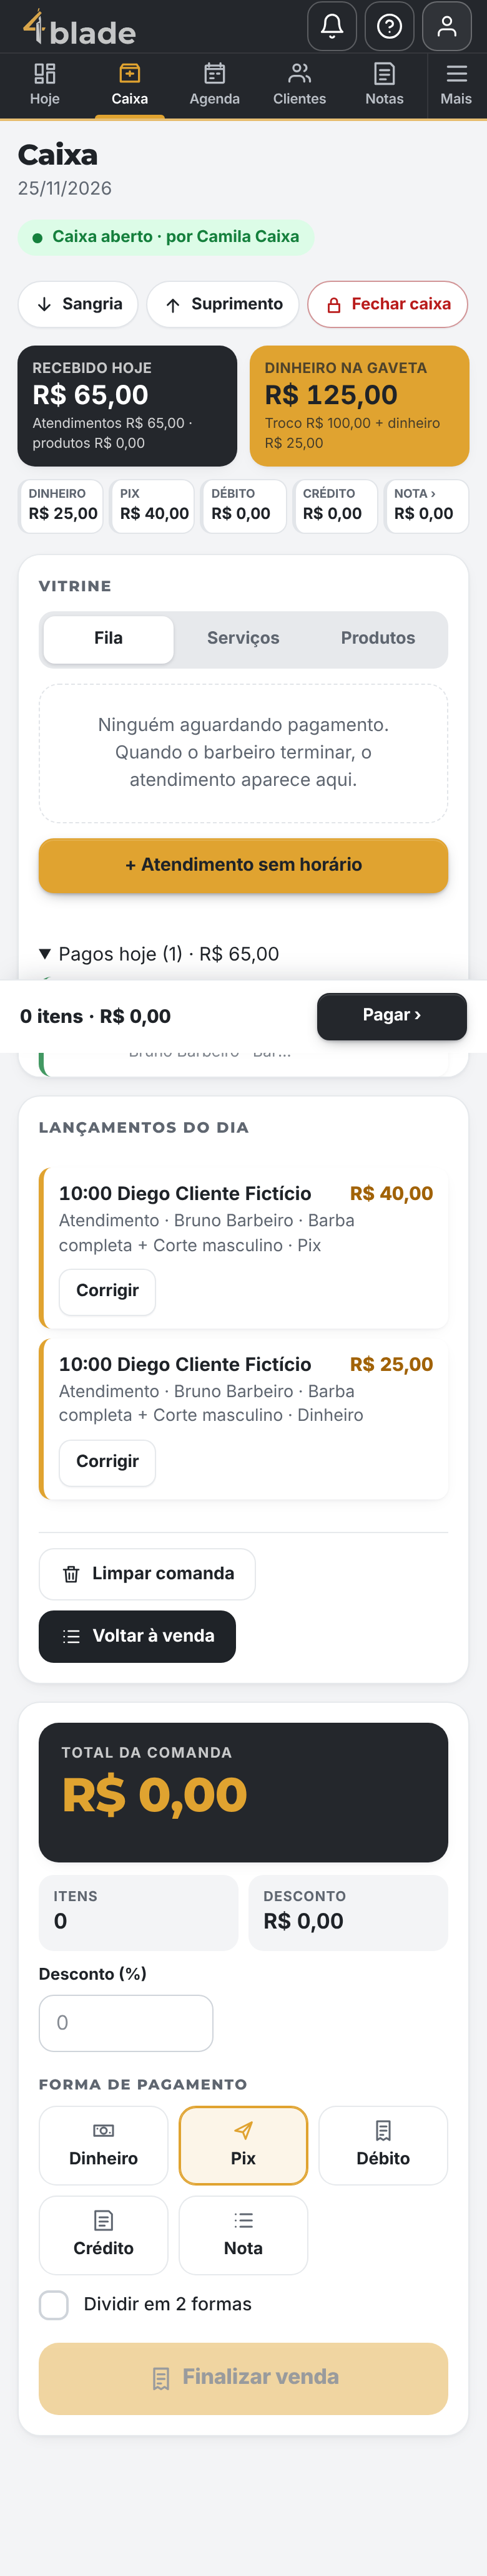 4blade
Hoje
Caixa
Agenda
Clientes
Notas
Mais
Caixa
25/11/2026
Caixa aberto · por Camila Caixa
Sangria
Suprimento
Fechar caixa
RECEBIDO HOJE
R$ 65,00
Atendimentos R$ 65,00 ·
produtos R$ 0,00
DINHEIRO NA GAVETA
R$ 125,00
Troco R$ 100,00 + dinheiro
R$ 25,00
DINHEIRO
R$ 25,00
PIX
R$ 40,00
DÉBITO
R$ 0,00
CRÉDITO
R$ 0,00
NOTA ›
R$ 0,00
VITRINE
Fila
Serviços
Produtos
Ninguém aguardando pagamento.
Quando o barbeiro terminar, o
atendimento aparece aqui.
+ Atendimento sem horário
▼ Pagos hoje (1) · R$ 65,00
0 itens · R$ 0,00
Pagar ›
Bruno Barbeiro · Bar...
LANÇAMENTOS DO DIA
10:00 Diego Cliente Fictício
R$ 40,00
Atendimento · Bruno Barbeiro · Barba
completa + Corte masculino · Pix
Corrigir
10:00 Diego Cliente Fictício
R$ 25,00
Atendimento · Bruno Barbeiro · Barba
completa + Corte masculino · Dinheiro
Corrigir
Limpar comanda
Voltar à venda
TOTAL DA COMANDA
R$ 0,00
ITENS
0
DESCONTO
R$ 0,00
Desconto (%)
0
FORMA DE PAGAMENTO
Dinheiro
Pix
Débito
Crédito
Nota
Dividir em 2 formas
Finalizar venda